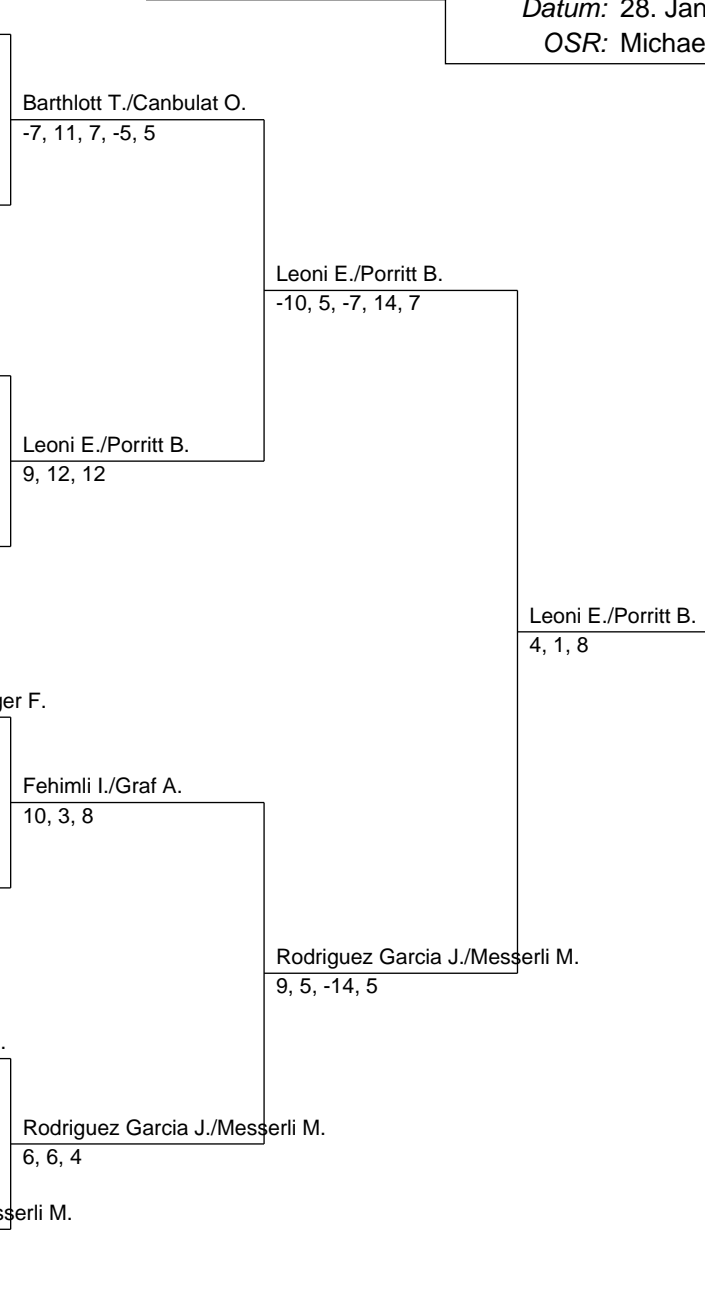 Datum: 28. Jan
OSR: Michae
Barthlott T./Canbulat O.
-7, 11, 7, -5, 5
Leoni E./Porritt B.
-10, 5, -7, 14, 7
Leoni E./Porritt B.
9, 12, 12
Leoni E./Porritt B.
4, 1, 8
ger F.
Fehimli I./Graf A.
10, 3, 8
Rodriguez Garcia J./Messerli M.
9, 5, -14, 5
.
Rodriguez Garcia J./Messerli M.
6, 6, 4
sserli M.